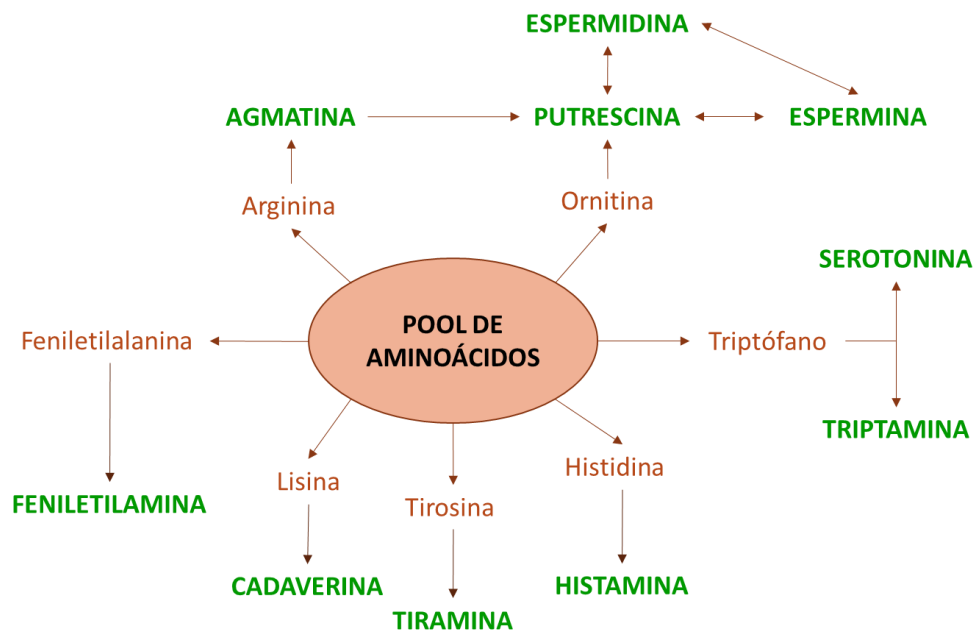 ESPERMIDINA
AGMATINA
PUTRESCINA
ESPERMINA
Arginina
Ornitina
SEROTONINA
POOL DE
AMINOÁCIDOS
Feniletilalanina
Triptófano
TRIPTAMINA
Lisina
Histidina
FENILETILAMINA
Tirosina
CADAVERINA
HISTAMINA
TIRAMINA